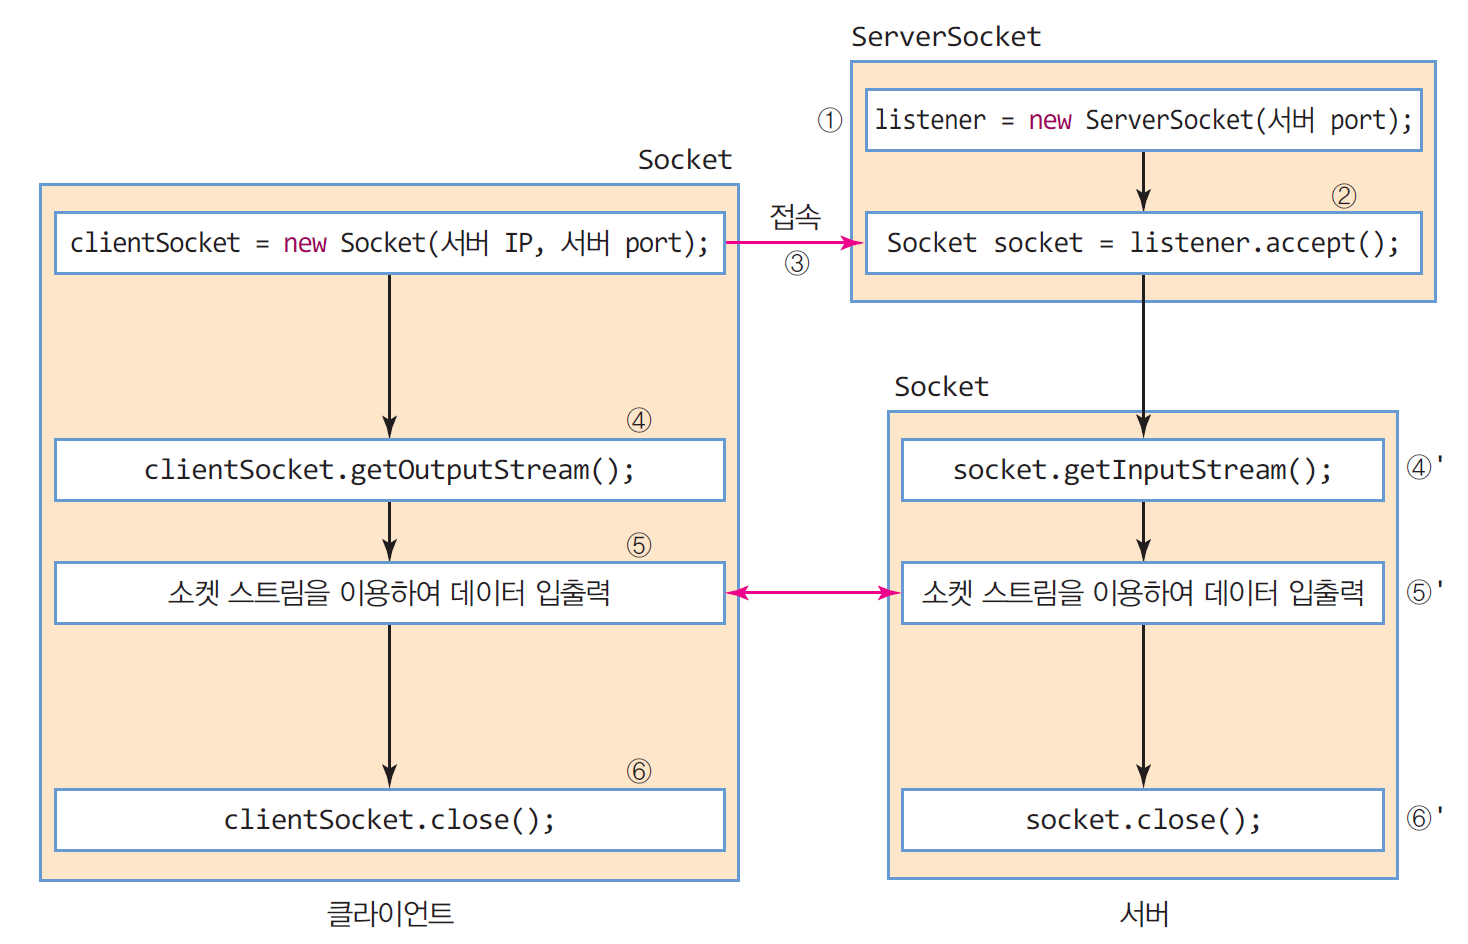 ServerSocket
① listener = new ServerSocket(서버 port);
②
Socket socket = listener.accept();
Socket
clientSocket = new Socket(서버 IP, 서버 port);
접속
③
④
clientSocket.getOutputStream();
⑤
소켓 스트림을 이용하여 데이터 입출력
⑥
clientSocket.close();
클라이언트
Socket
socket.getInputStream(); ④'
소켓 스트림을 이용하여 데이터 입출력 ⑤'
socket.close(); ⑥'
서버